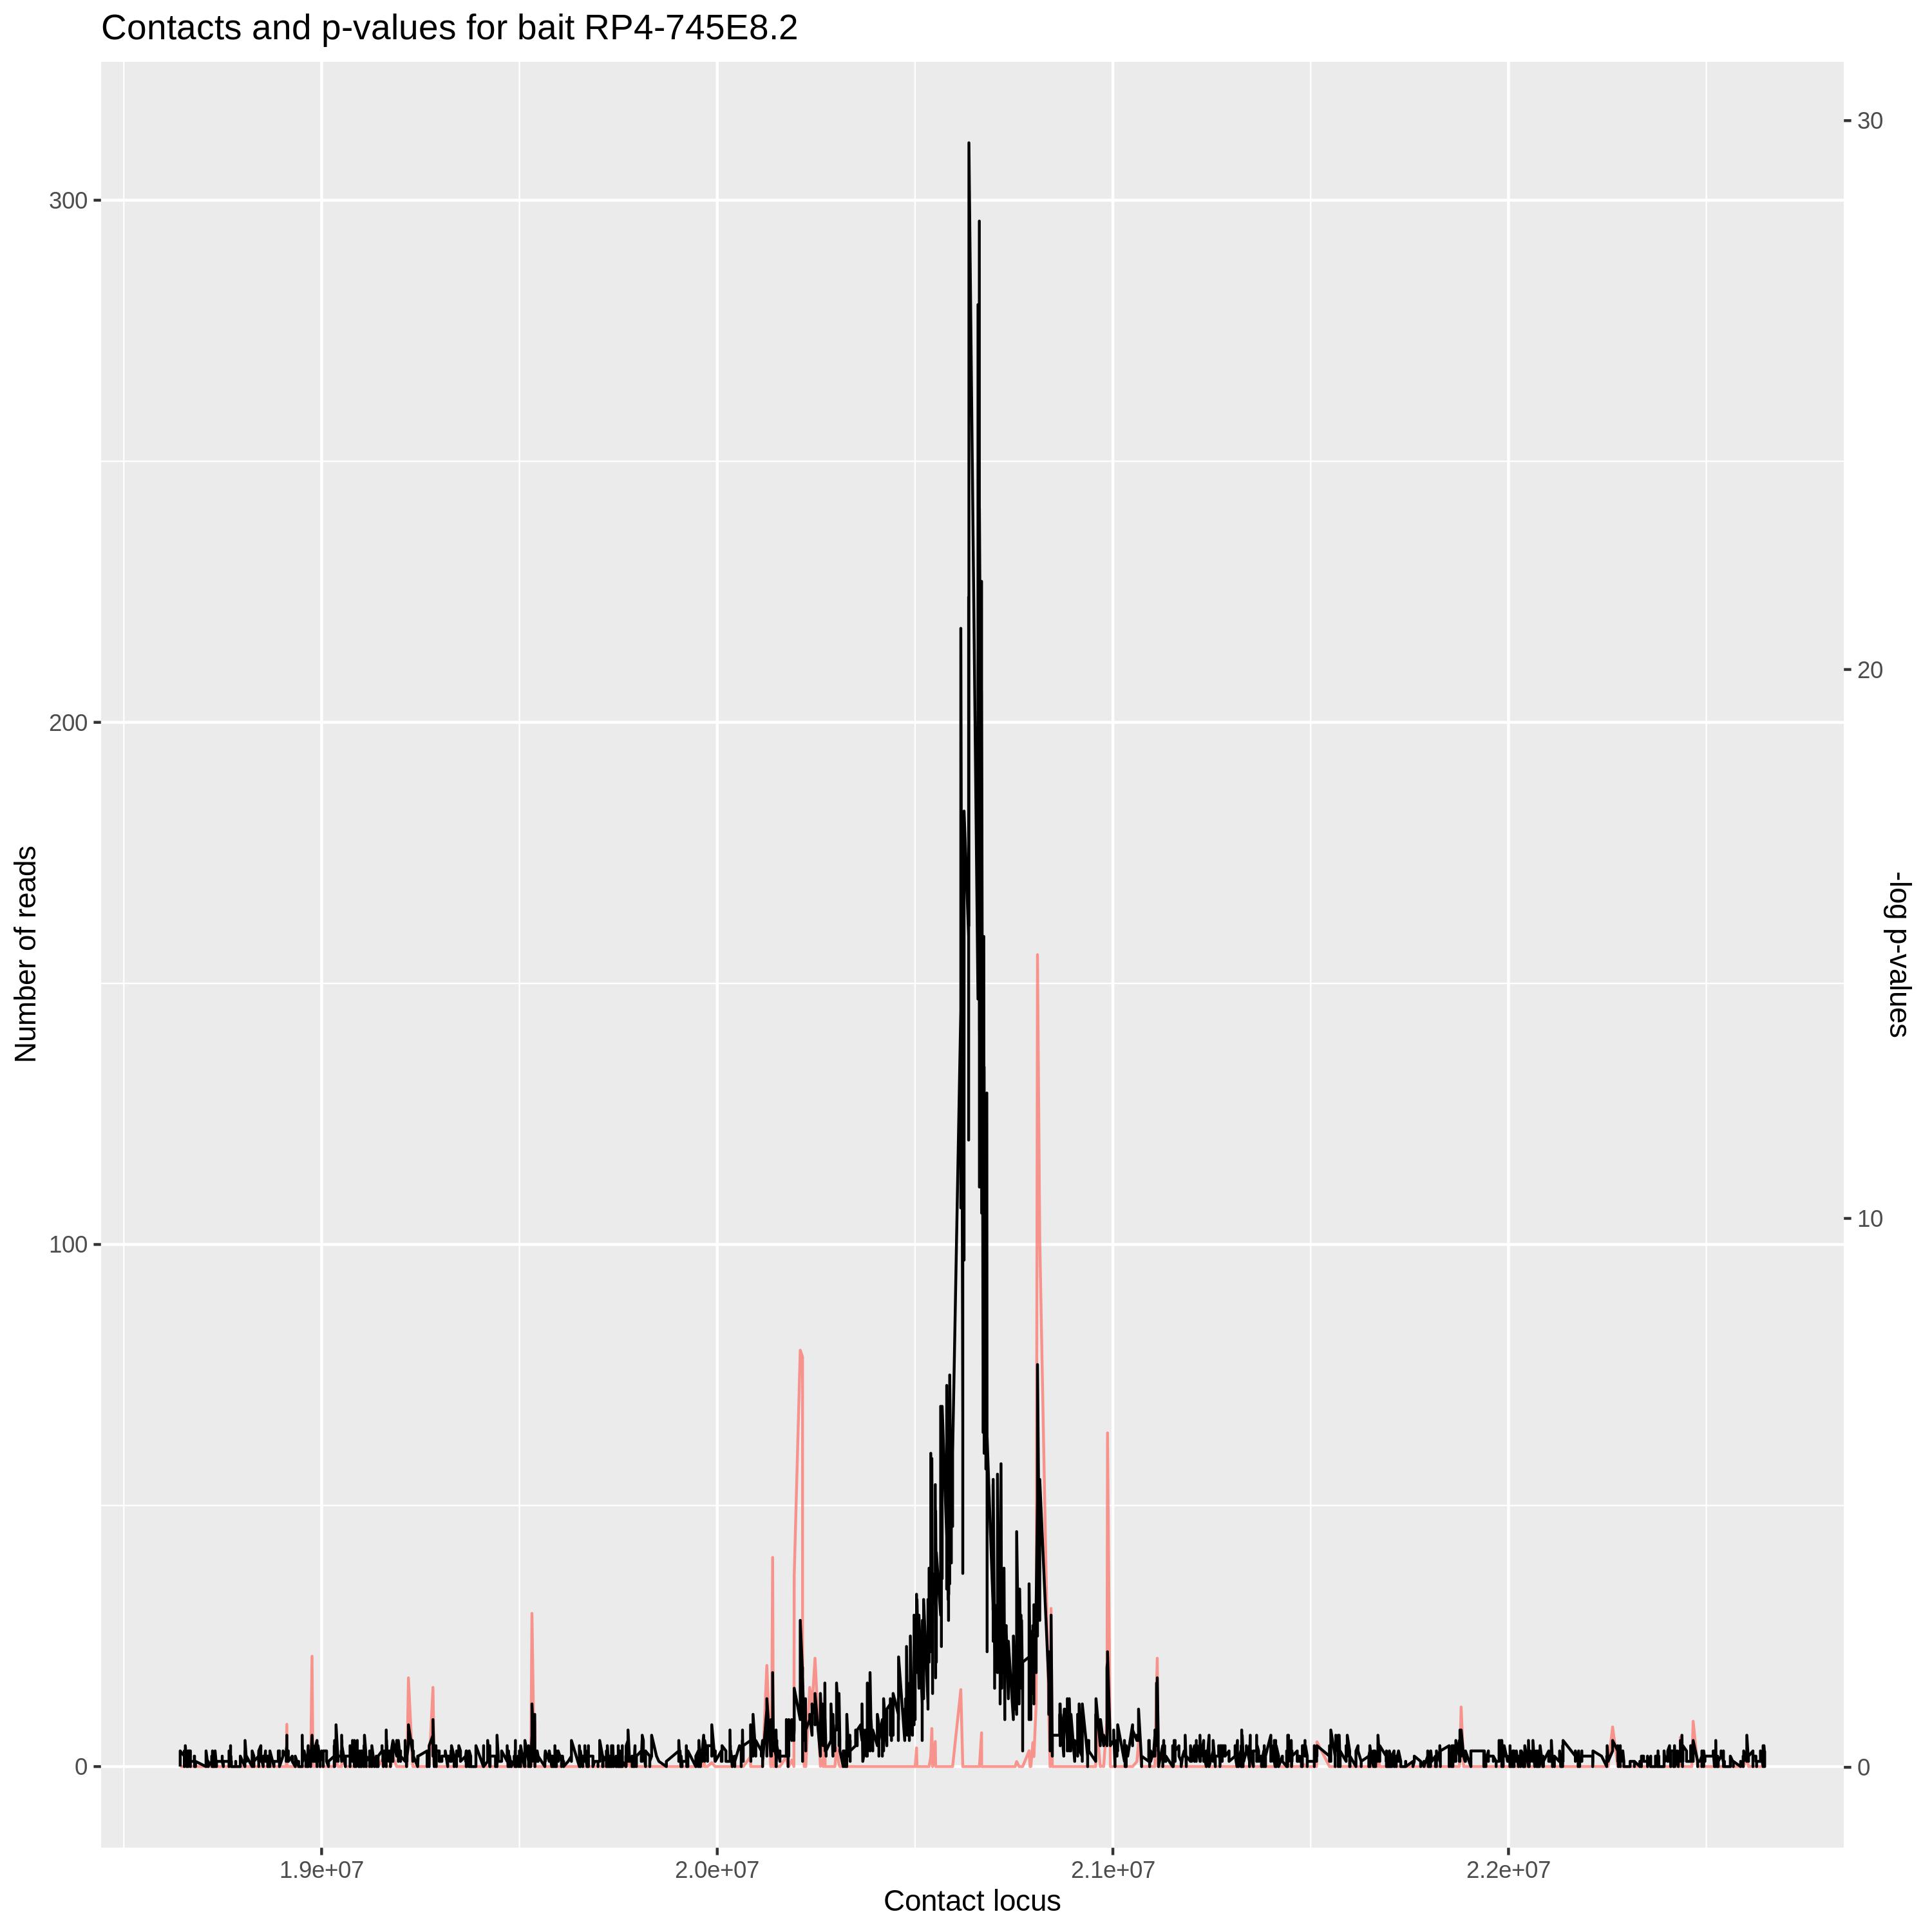 Contacts and p-values for bait RP4-745E8.2
300
200
100
0
30
20
10
0
Number of reads
-log p-values
1.9e+07
2.0e+07
2.1e+07
2.2e+07
Contact locus